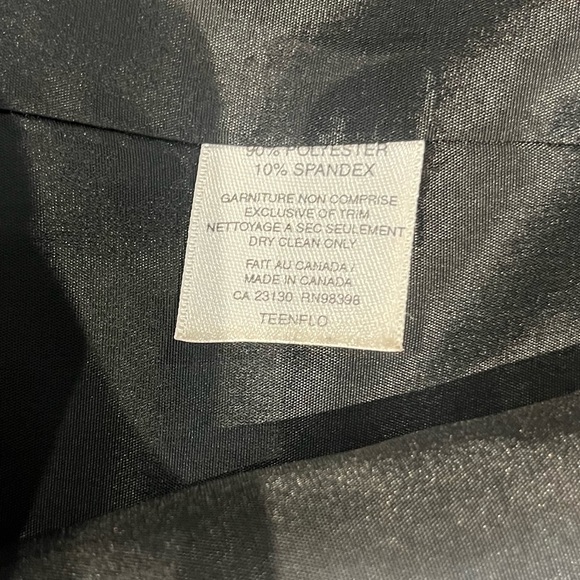 90% POLYESTER
10% SPANDEX
GARNITURE NON COMPRISE
EXCLUSIVE OF TRIM
NETTOYAGE A SEC SEULEMENT
DRY CLEAN ONLY
FAIT AU CANADA /
MADE IN CANADA
CA 23130 RN98398
TEENFLO